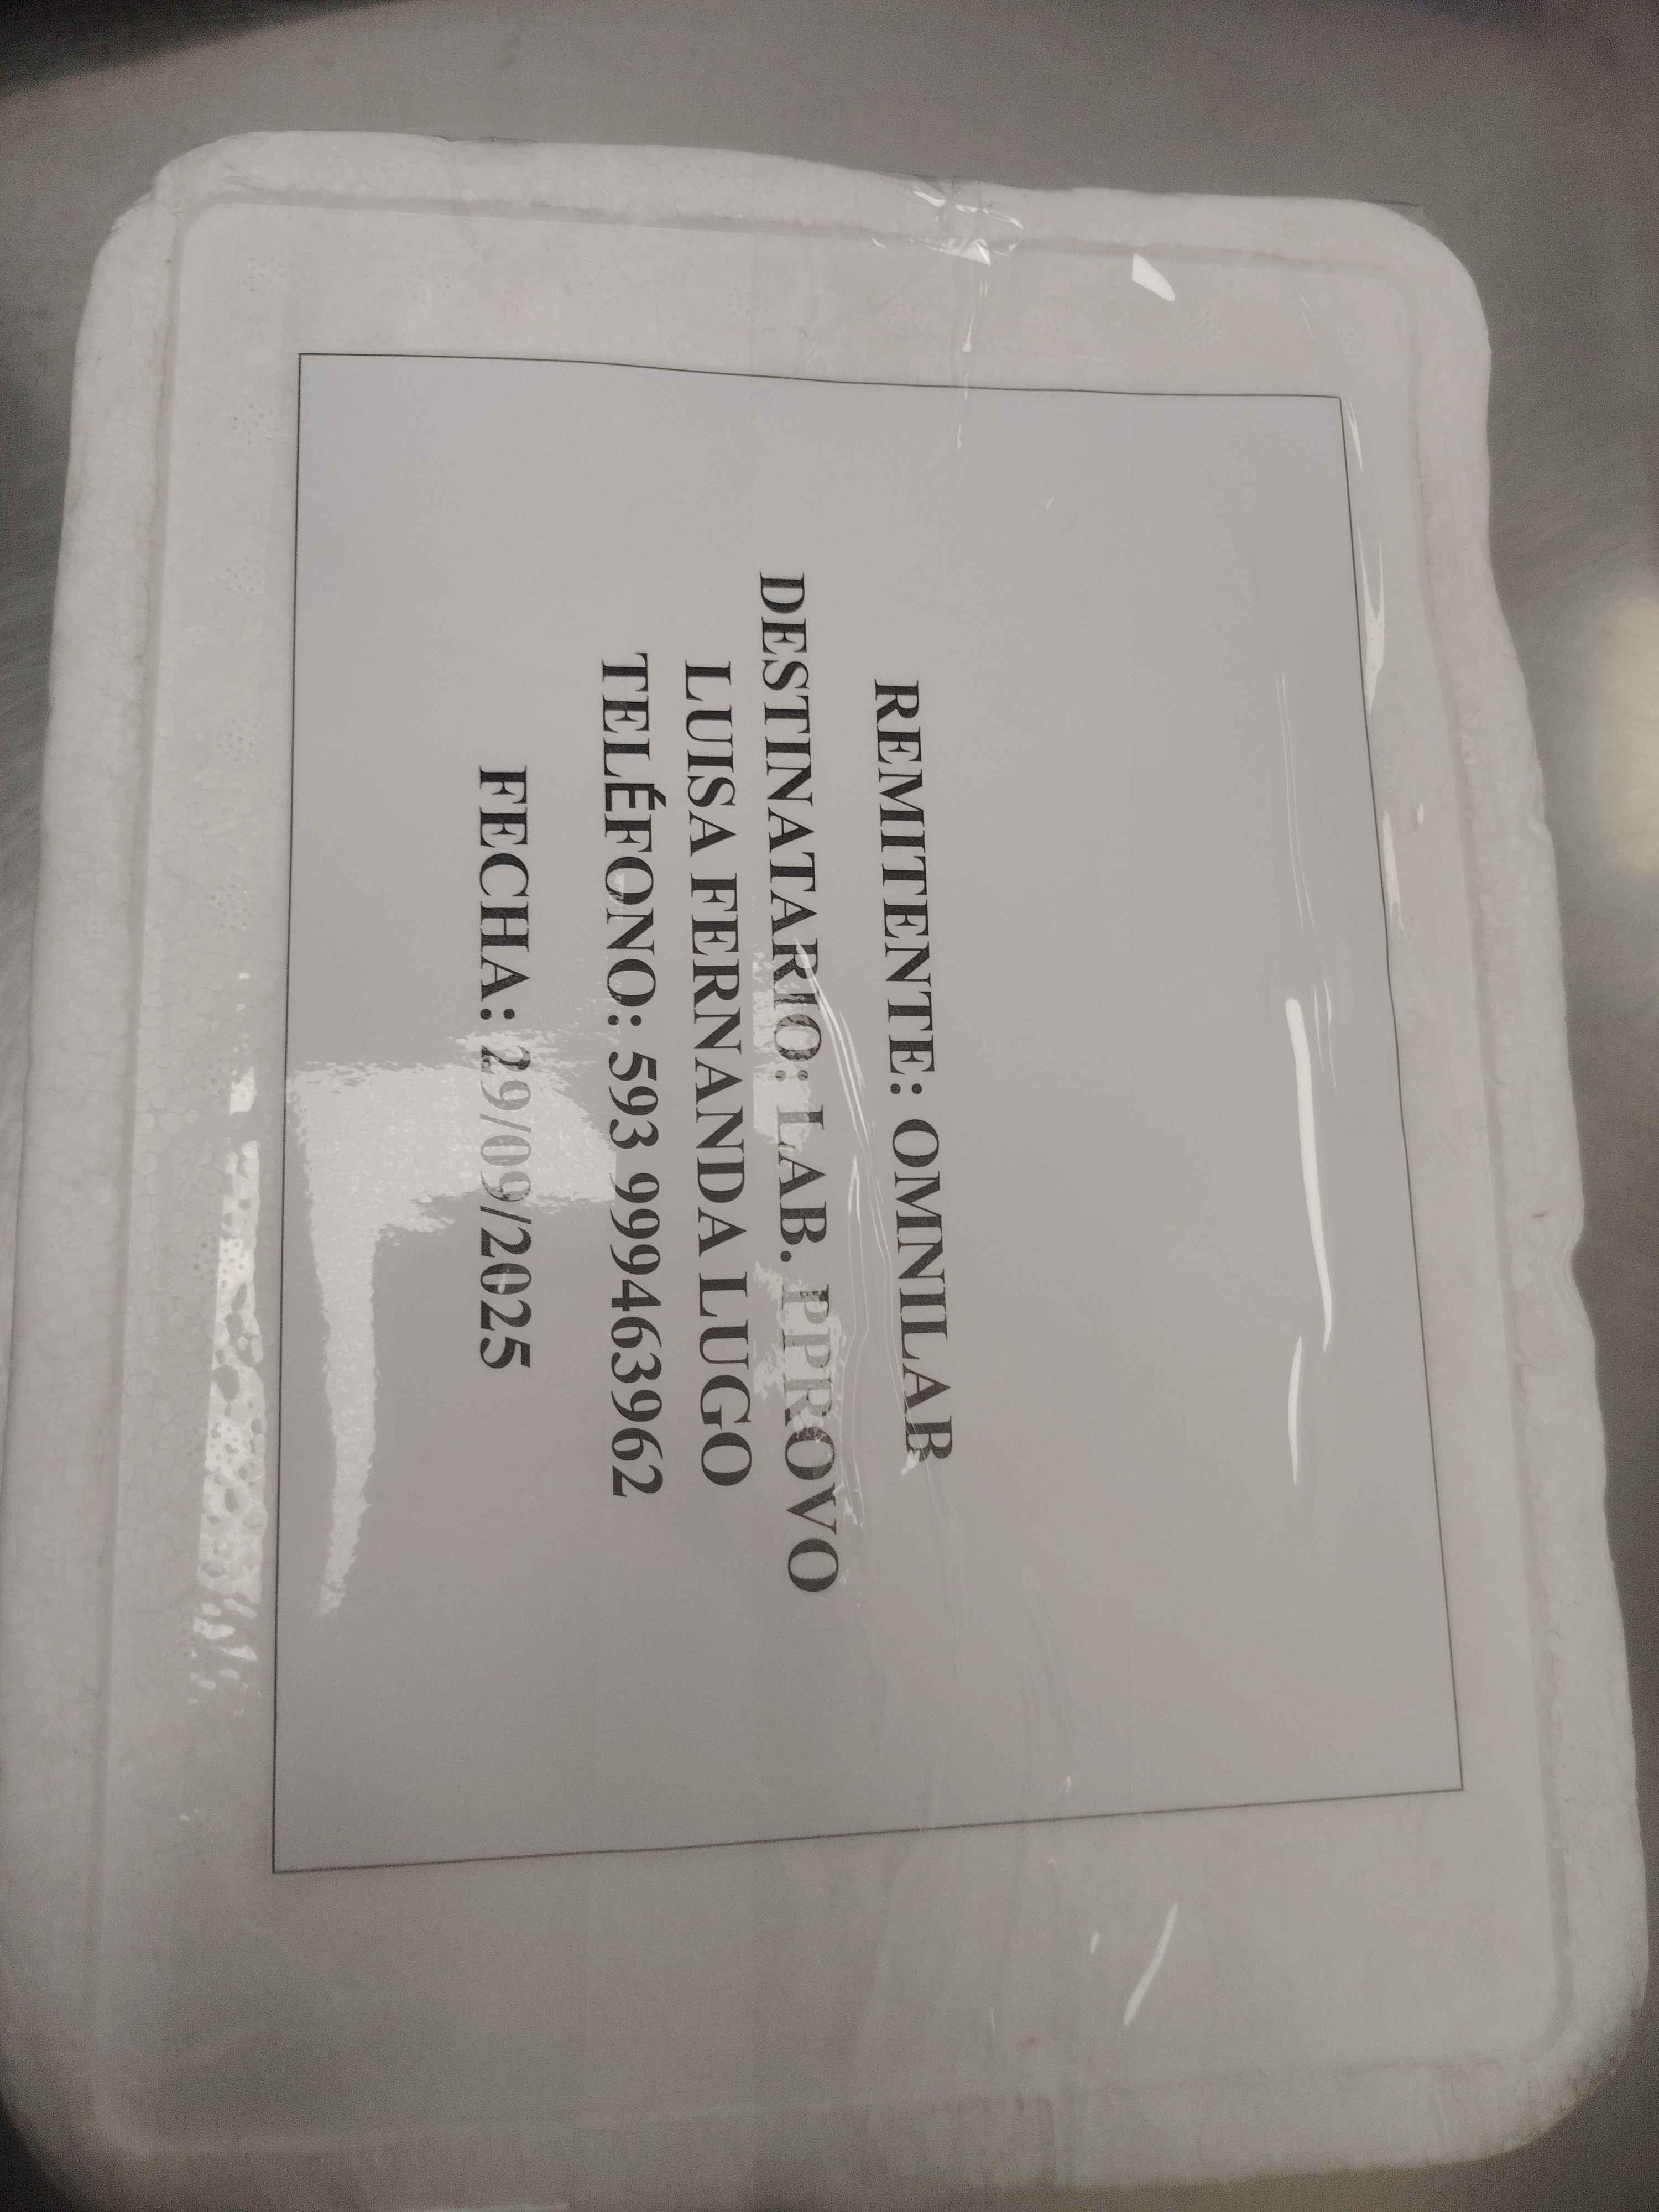 REMITENTE: OMNILAB
DESTINATARIO: LAB. PPROVO
LUISA FERNANDA LUGO
TELÉFONO: 593 999463962
FECHA: 29/09/2025